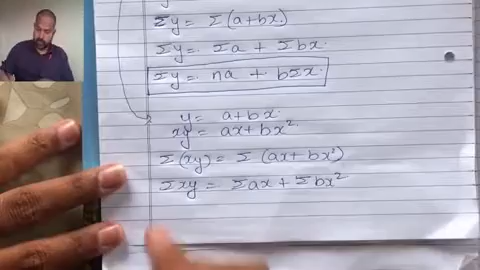 Σy = Σ(a+bx)
Σy = Σa + Σbx
Σy = na + bΣx
y = a+bx
xy = ax+bx²
Σ(xy) = Σ (ax+bx²)
Σxy = Σax + Σbx²